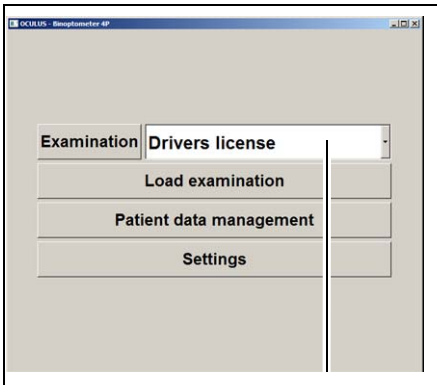 OCULUS - Binoptometer 4P
Examination Drivers license
Load examination
Patient data management
Settings